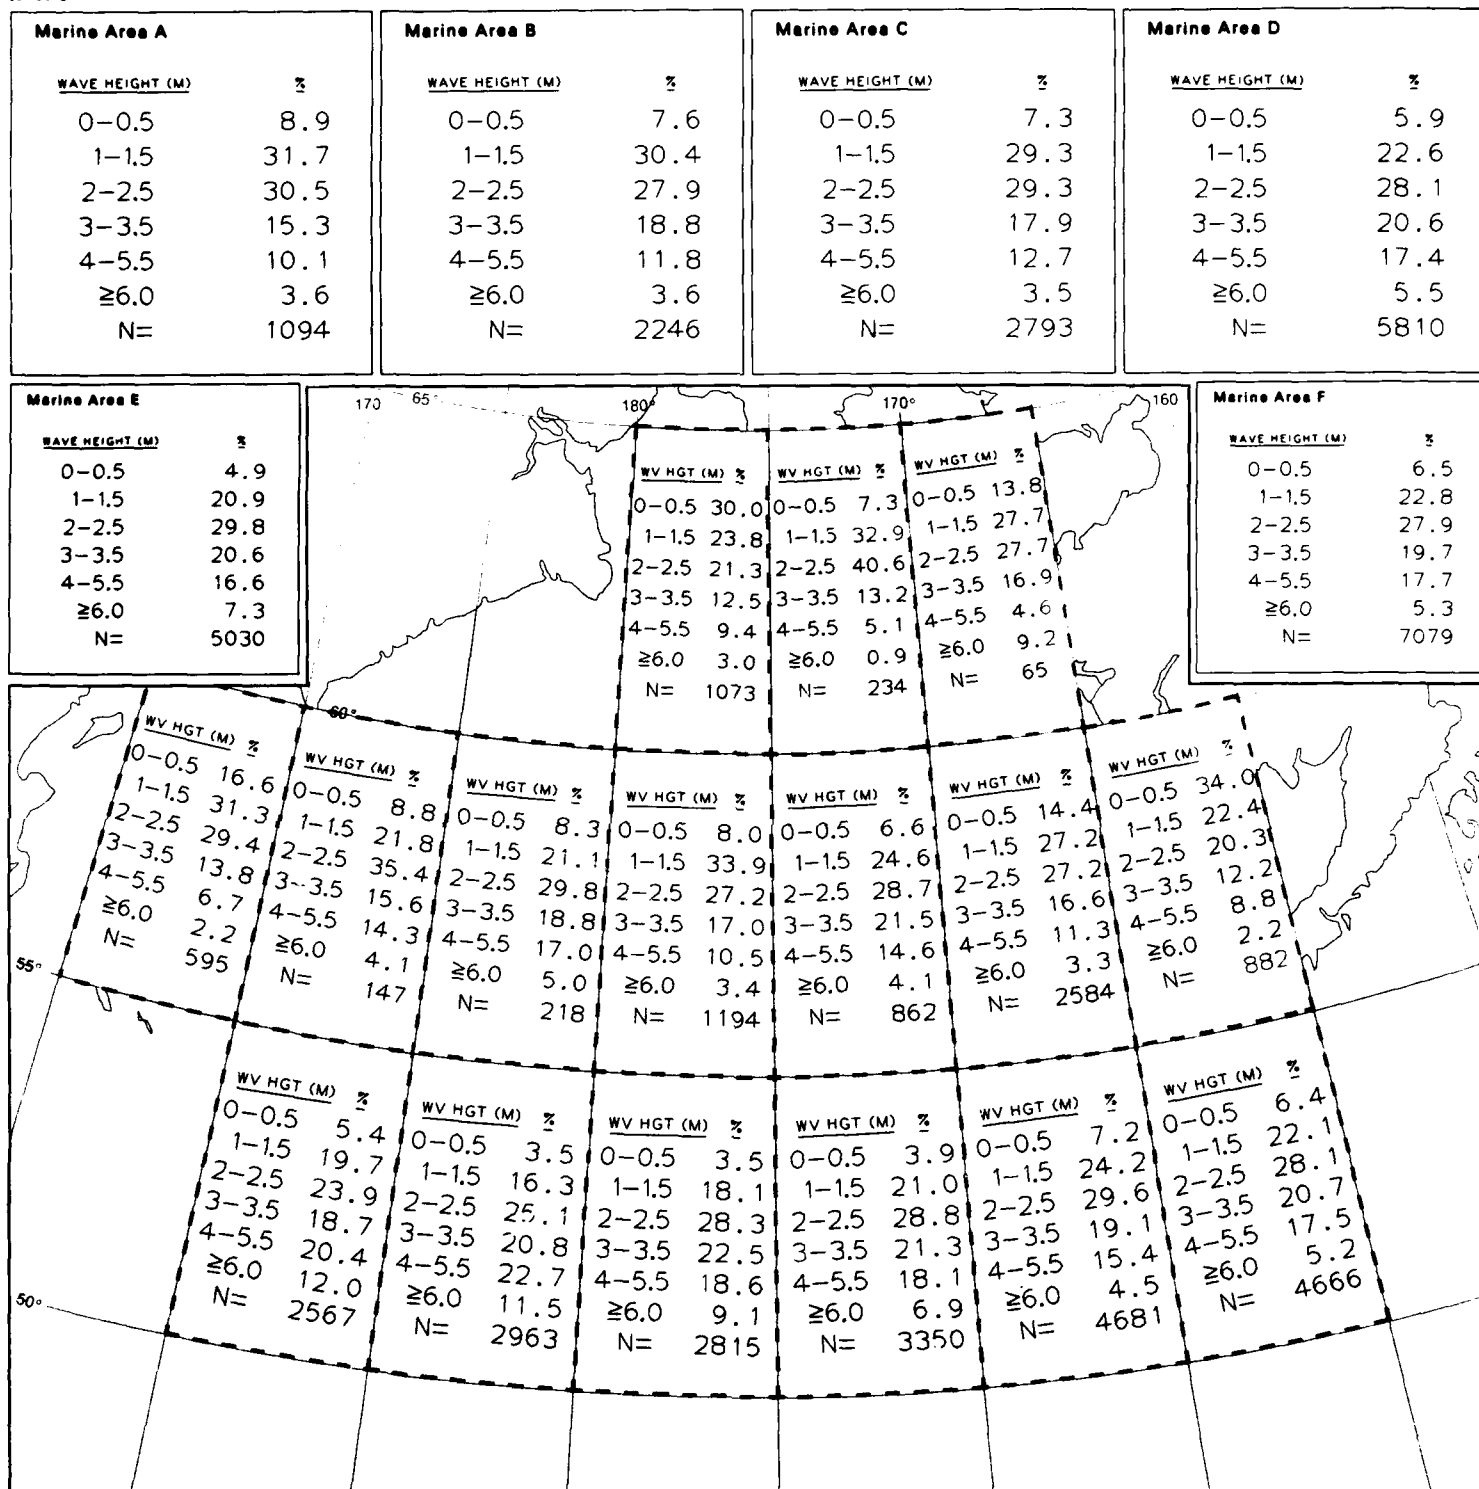 Marine Area A
WAVE HEIGHT (M) %
0-0.5 8.9
1-1.5 31.7
2-2.5 30.5
3-3.5 15.3
4-5.5 10.1
≧6.0 3.6
N= 1094
Marine Area B
WAVE HEIGHT (M) %
0-0.5 7.6
1-1.5 30.4
2-2.5 27.9
3-3.5 18.8
4-5.5 11.8
≧6.0 3.6
N= 2246
Marine Area C
WAVE HEIGHT (M) %
0-0.5 7.3
1-1.5 29.3
2-2.5 29.3
3-3.5 17.9
4-5.5 12.7
≧6.0 3.5
N= 2793
Marine Area D
WAVE HEIGHT (M) %
0-0.5 5.9
1-1.5 22.6
2-2.5 28.1
3-3.5 20.6
4-5.5 17.4
≧6.0 5.5
N= 5810
Marine Area E
WAVE HEIGHT (M) %
0-0.5 4.9
1-1.5 20.9
2-2.5 29.8
3-3.5 20.6
4-5.5 16.6
≧6.0 7.3
N= 5030
170 65° 180° 170° 160
Marine Area F
WAVE HEIGHT (M) %
0-0.5 6.5
1-1.5 22.8
2-2.5 27.9
3-3.5 19.7
4-5.5 17.7
≧6.0 5.3
N= 7079
WV HGT (M) %
0-0.5 30.0
1-1.5 23.8
2-2.5 21.3
3-3.5 12.5
4-5.5 9.4
≧6.0 3.0
N= 1073
WV HGT (M) %
0-0.5 7.3
1-1.5 32.9
2-2.5 40.6
3-3.5 13.2
4-5.5 5.1
≧6.0 0.9
N= 234
WV HGT (M) %
0-0.5 13.8
1-1.5 27.7
2-2.5 27.7
3-3.5 16.9
4-5.5 4.6
≧6.0 9.2
N= 65
60°
WV HGT (M) %
0-0.5 16.6
1-1.5 31.3
2-2.5 29.4
3-3.5 13.8
4-5.5 6.7
≧6.0 2.2
N= 595
WV HGT (M) %
0-0.5 8.8
1-1.5 21.8
2-2.5 35.4
3-3.5 15.6
4-5.5 14.3
≧6.0 4.1
N= 147
WV HGT (M) %
0-0.5 8.3
1-1.5 21.1
2-2.5 29.8
3-3.5 18.8
4-5.5 17.0
≧6.0 5.0
N= 218
WV HGT (M) %
0-0.5 8.0
1-1.5 33.9
2-2.5 27.2
3-3.5 17.0
4-5.5 10.5
≧6.0 3.4
N= 1194
WV HGT (M) %
0-0.5 6.6
1-1.5 24.6
2-2.5 28.7
3-3.5 21.5
4-5.5 14.6
≧6.0 4.1
N= 862
WV HGT (M) %
0-0.5 14.4
1-1.5 27.2
2-2.5 27.2
3-3.5 16.6
4-5.5 11.3
≧6.0 3.3
N= 2584
WV HGT (M) %
0-0.5 34.0
1-1.5 22.4
2-2.5 20.3
3-3.5 12.2
4-5.5 8.8
≧6.0 2.2
N= 882
55°
WV HGT (M) %
0-0.5 5.4
1-1.5 19.7
2-2.5 23.9
3-3.5 18.7
4-5.5 20.4
≧6.0 12.0
N= 2567
WV HGT (M) %
0-0.5 3.5
1-1.5 16.3
2-2.5 25.1
3-3.5 20.8
4-5.5 22.7
≧6.0 11.5
N= 2963
WV HGT (M) %
0-0.5 3.5
1-1.5 18.1
2-2.5 28.3
3-3.5 22.5
4-5.5 18.6
≧6.0 9.1
N= 2815
WV HGT (M) %
0-0.5 3.9
1-1.5 21.0
2-2.5 28.8
3-3.5 21.3
4-5.5 18.1
≧6.0 6.9
N= 3350
WV HGT (M) %
0-0.5 7.2
1-1.5 24.2
2-2.5 29.6
3-3.5 19.1
4-5.5 15.4
≧6.0 4.5
N= 4681
WV HGT (M) %
0-0.5 6.4
1-1.5 22.1
2-2.5 28.1
3-3.5 20.7
4-5.5 17.5
≧6.0 5.2
N= 4666
50°